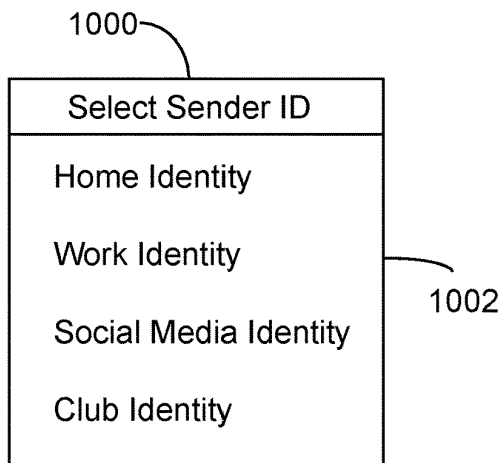 1000
Select Sender ID
Home Identity
Work Identity
1002
Social Media Identity
Club Identity